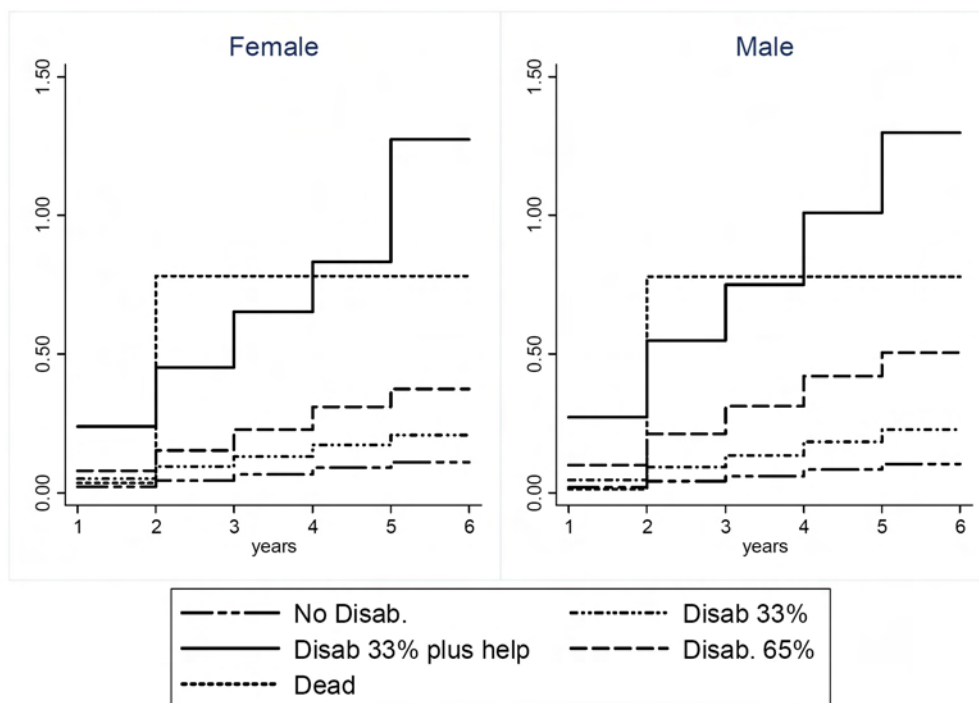 Female
Male
1.50
1.00
0.50
0.00
1 2 3 4 5 6
years
1.50
1.00
0.50
0.00
1 2 3 4 5 6
years
No Disab.
Disab 33%
Disab 33% plus help
Disab. 65%
Dead